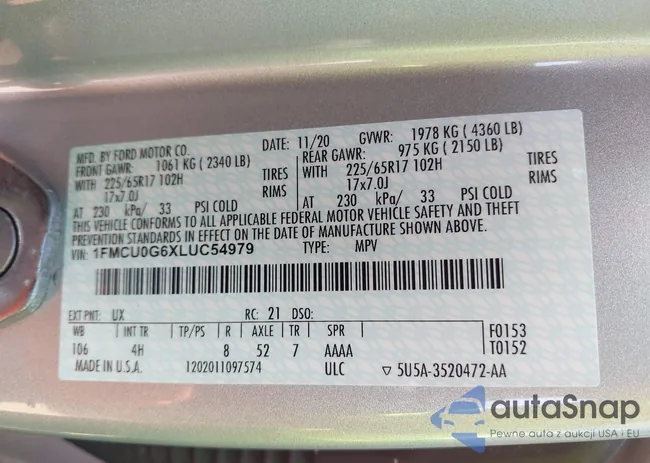 MFD. BY FORD MOTOR CO. DATE: 11/20 GVWR: 1978 KG ( 4360 LB)
FRONT GAWR: 1061 KG ( 2340 LB) REAR GAWR: 975 KG ( 2150 LB)
WITH 225/65R17 102H TIRES WITH 225/65R17 102H TIRES
17x7.0J RIMS 17x7.0J RIMS
AT 230 kPa/ 33 PSI COLD AT 230 kPa/ 33 PSI COLD
THIS VEHICLE CONFORMS TO ALL APPLICABLE FEDERAL MOTOR VEHICLE SAFETY AND THEFT
PREVENTION STANDARDS IN EFFECT ON THE DATE OF MANUFACTURE SHOWN ABOVE.
VIN: 1FMCU0G6XLUC54979 TYPE: MPV
EXT PNT: UX RC: 21 DSO:
WB INT TR TP/PS R AXLE TR SPR
106 4H 8 52 7 AAAA
F0153
T0152
MADE IN U.S.A. 1202011097574 ULC ▽ 5U5A-3520472-AA
autaSnap
Pewne auta z aukcji USA i EU